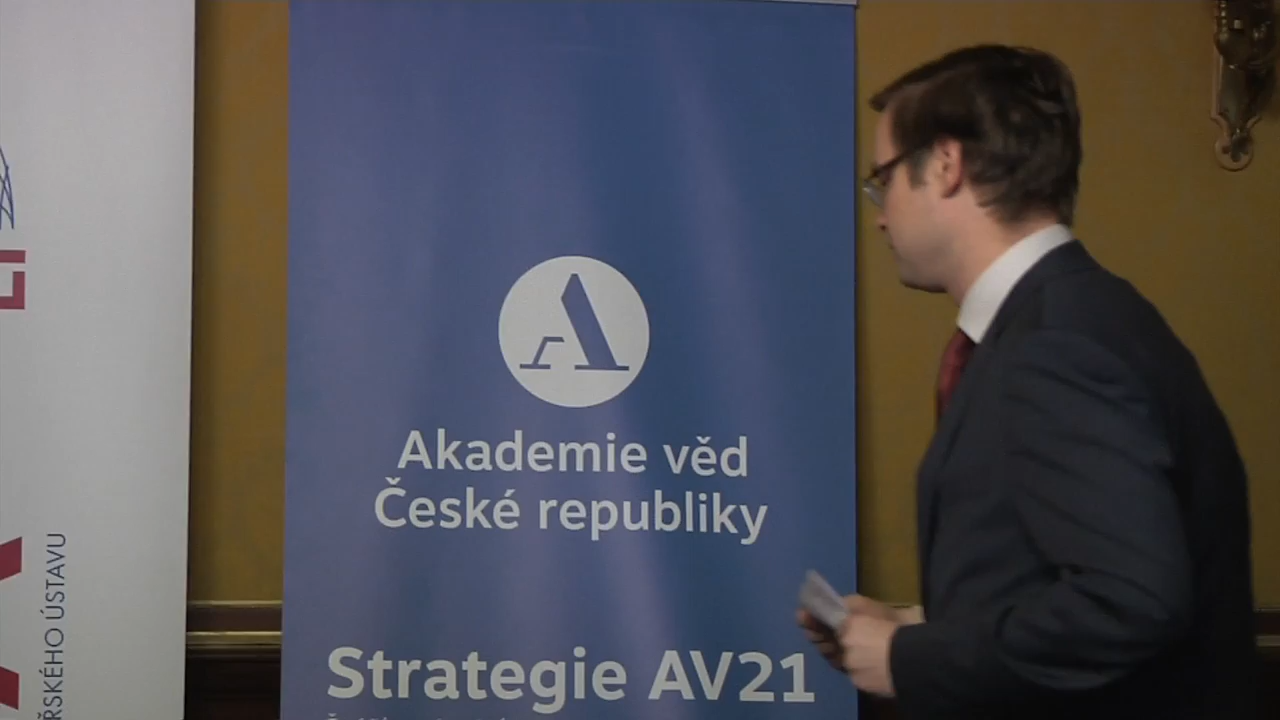 Akademie věd
České republiky
Strategie AV21
ŘSKÉHO ÚSTAVU